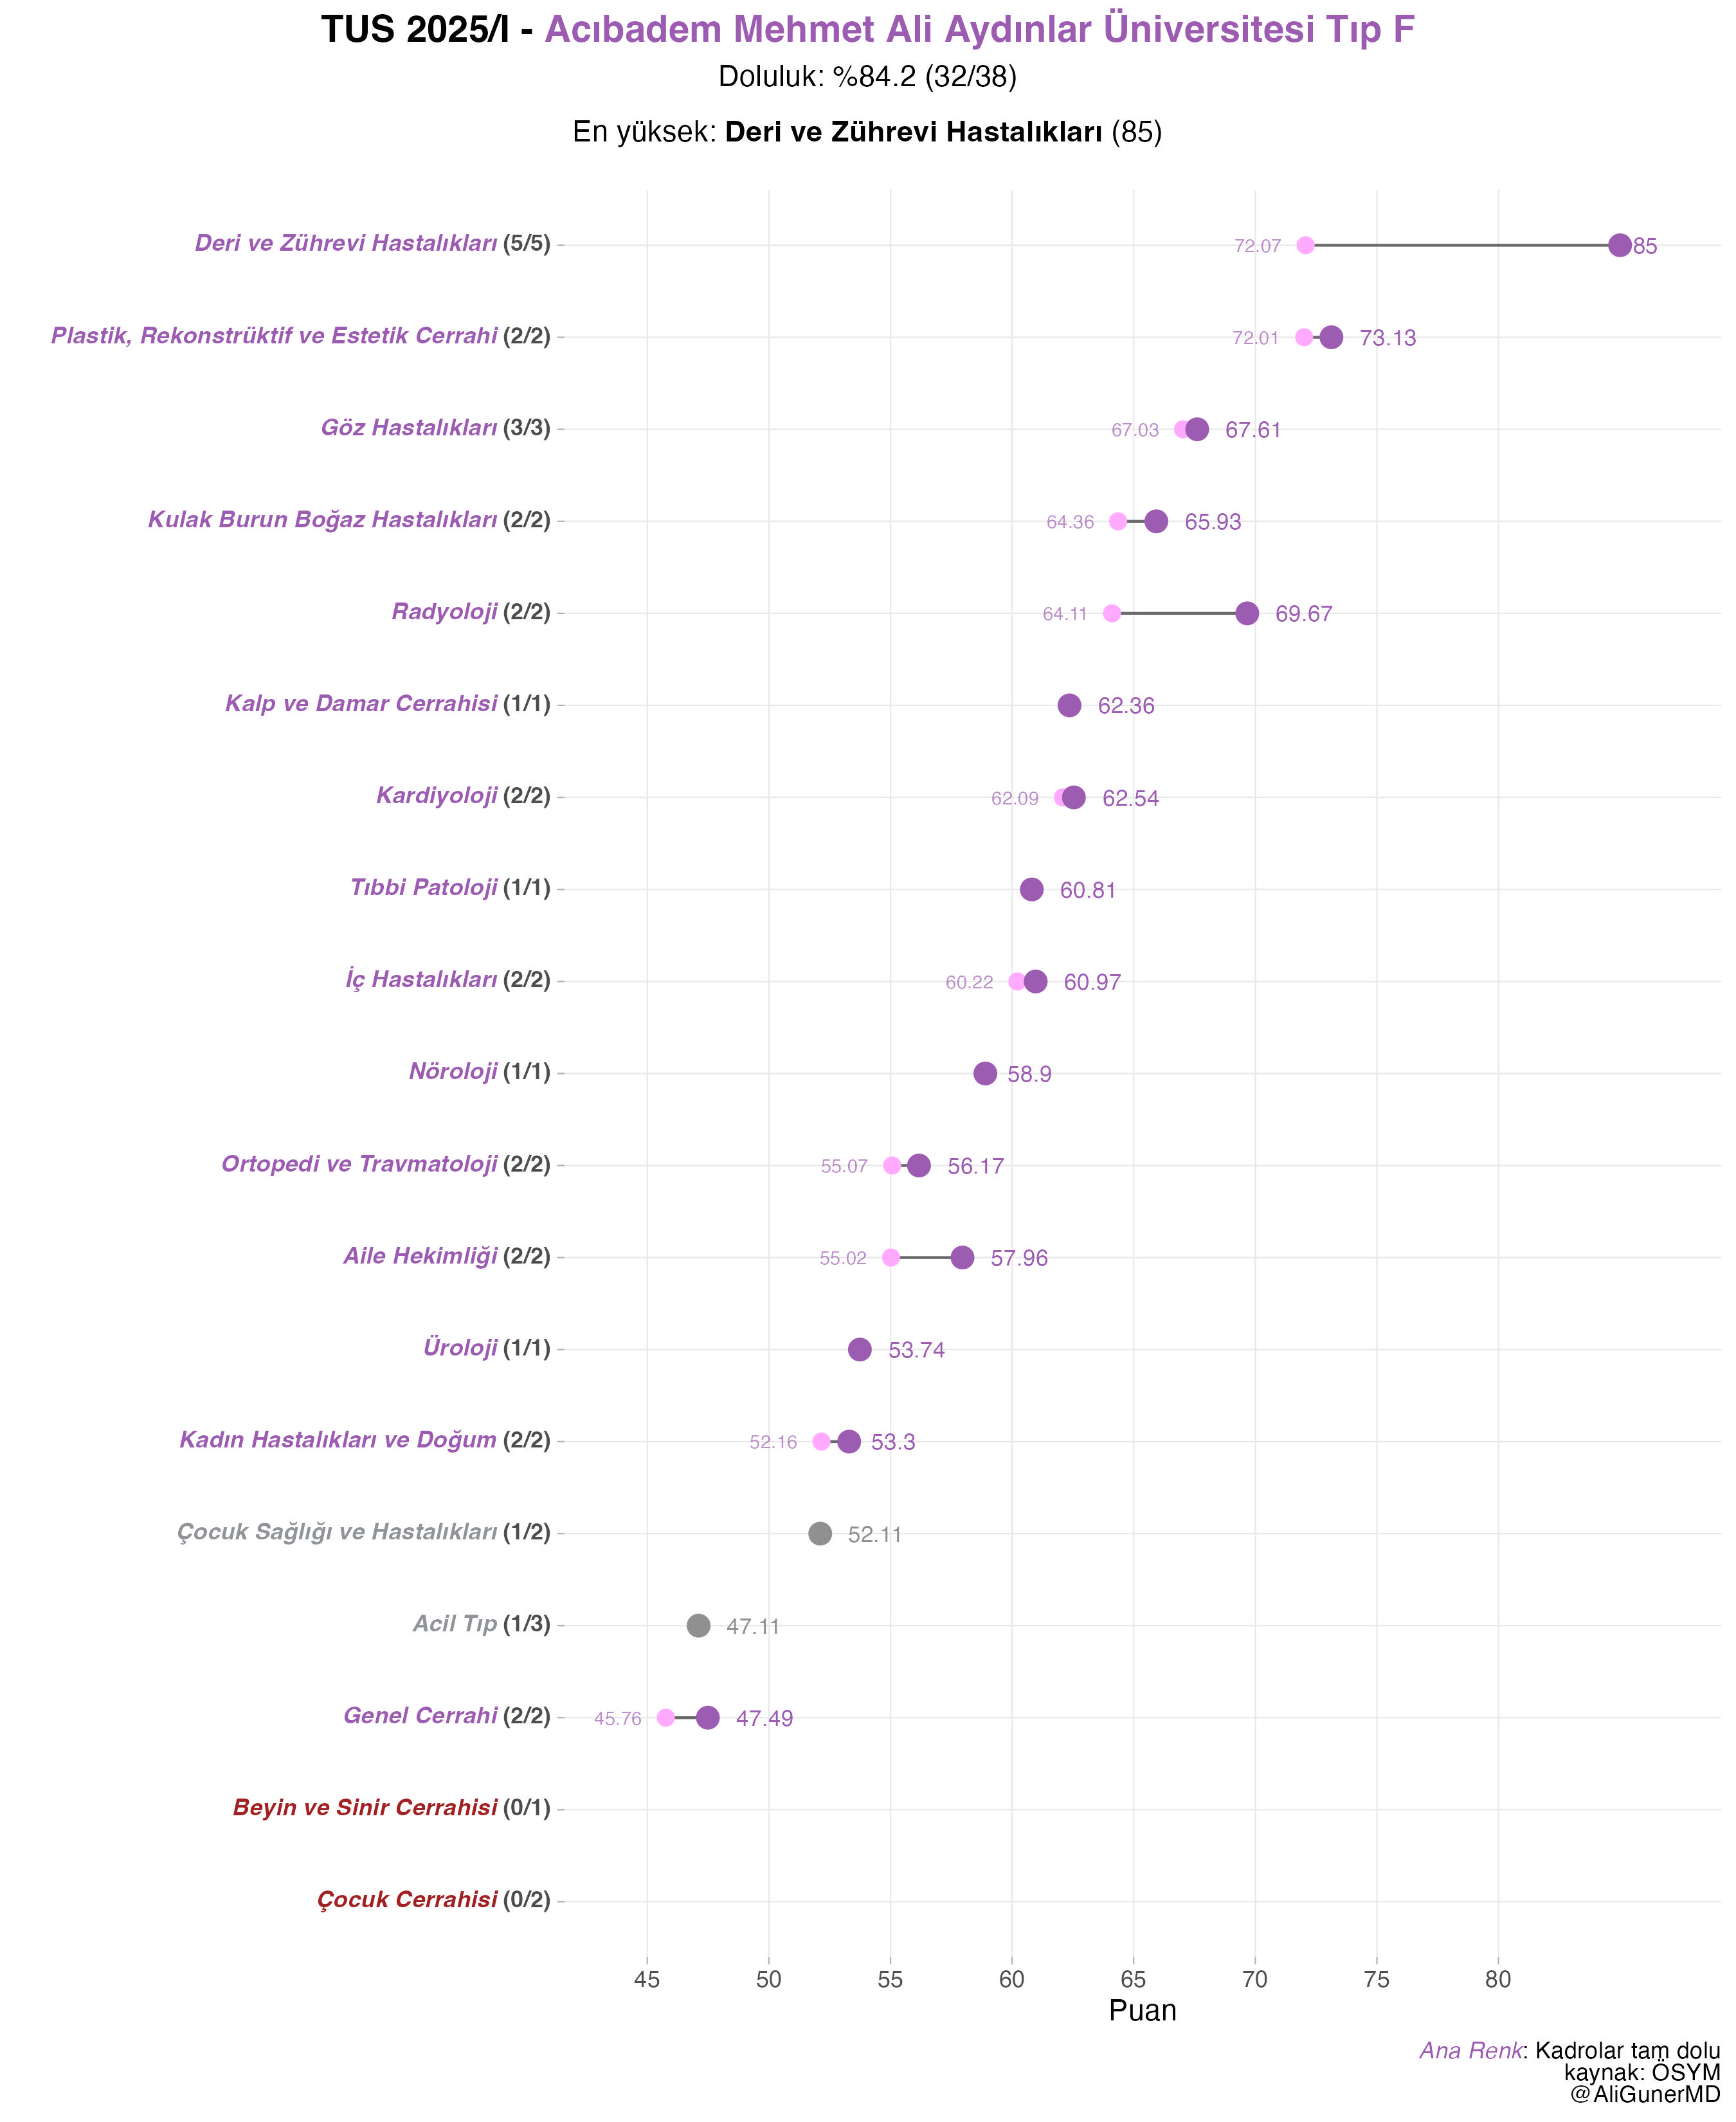 TUS 2025/I - Acıbadem Mehmet Ali Aydınlar Üniversitesi Tıp F
Doluluk: %84.2 (32/38)
En yüksek: Deri ve Zührevi Hastalıkları (85)
Deri ve Zührevi Hastalıkları (5/5) 72.07 85
Plastik, Rekonstrüktif ve Estetik Cerrahi (2/2) 72.01 73.13
Göz Hastalıkları (3/3) 67.03 67.61
Kulak Burun Boğaz Hastalıkları (2/2) 64.36 65.93
Radyoloji (2/2) 64.11 69.67
Kalp ve Damar Cerrahisi (1/1) 62.36
Kardiyoloji (2/2) 62.09 62.54
Tıbbi Patoloji (1/1) 60.81
İç Hastalıkları (2/2) 60.22 60.97
Nöroloji (1/1) 58.9
Ortopedi ve Travmatoloji (2/2) 55.07 56.17
Aile Hekimliği (2/2) 55.02 57.96
Üroloji (1/1) 53.74
Kadın Hastalıkları ve Doğum (2/2) 52.16 53.3
Çocuk Sağlığı ve Hastalıkları (1/2) 52.11
Acil Tıp (1/3) 47.11
Genel Cerrahi (2/2) 45.76 47.49
Beyin ve Sinir Cerrahisi (0/1)
Çocuk Cerrahisi (0/2)
45 50 55 60 65 70 75 80
Puan
Ana Renk: Kadrolar tam dolu
kaynak: ÖSYM
@AliGunerMD